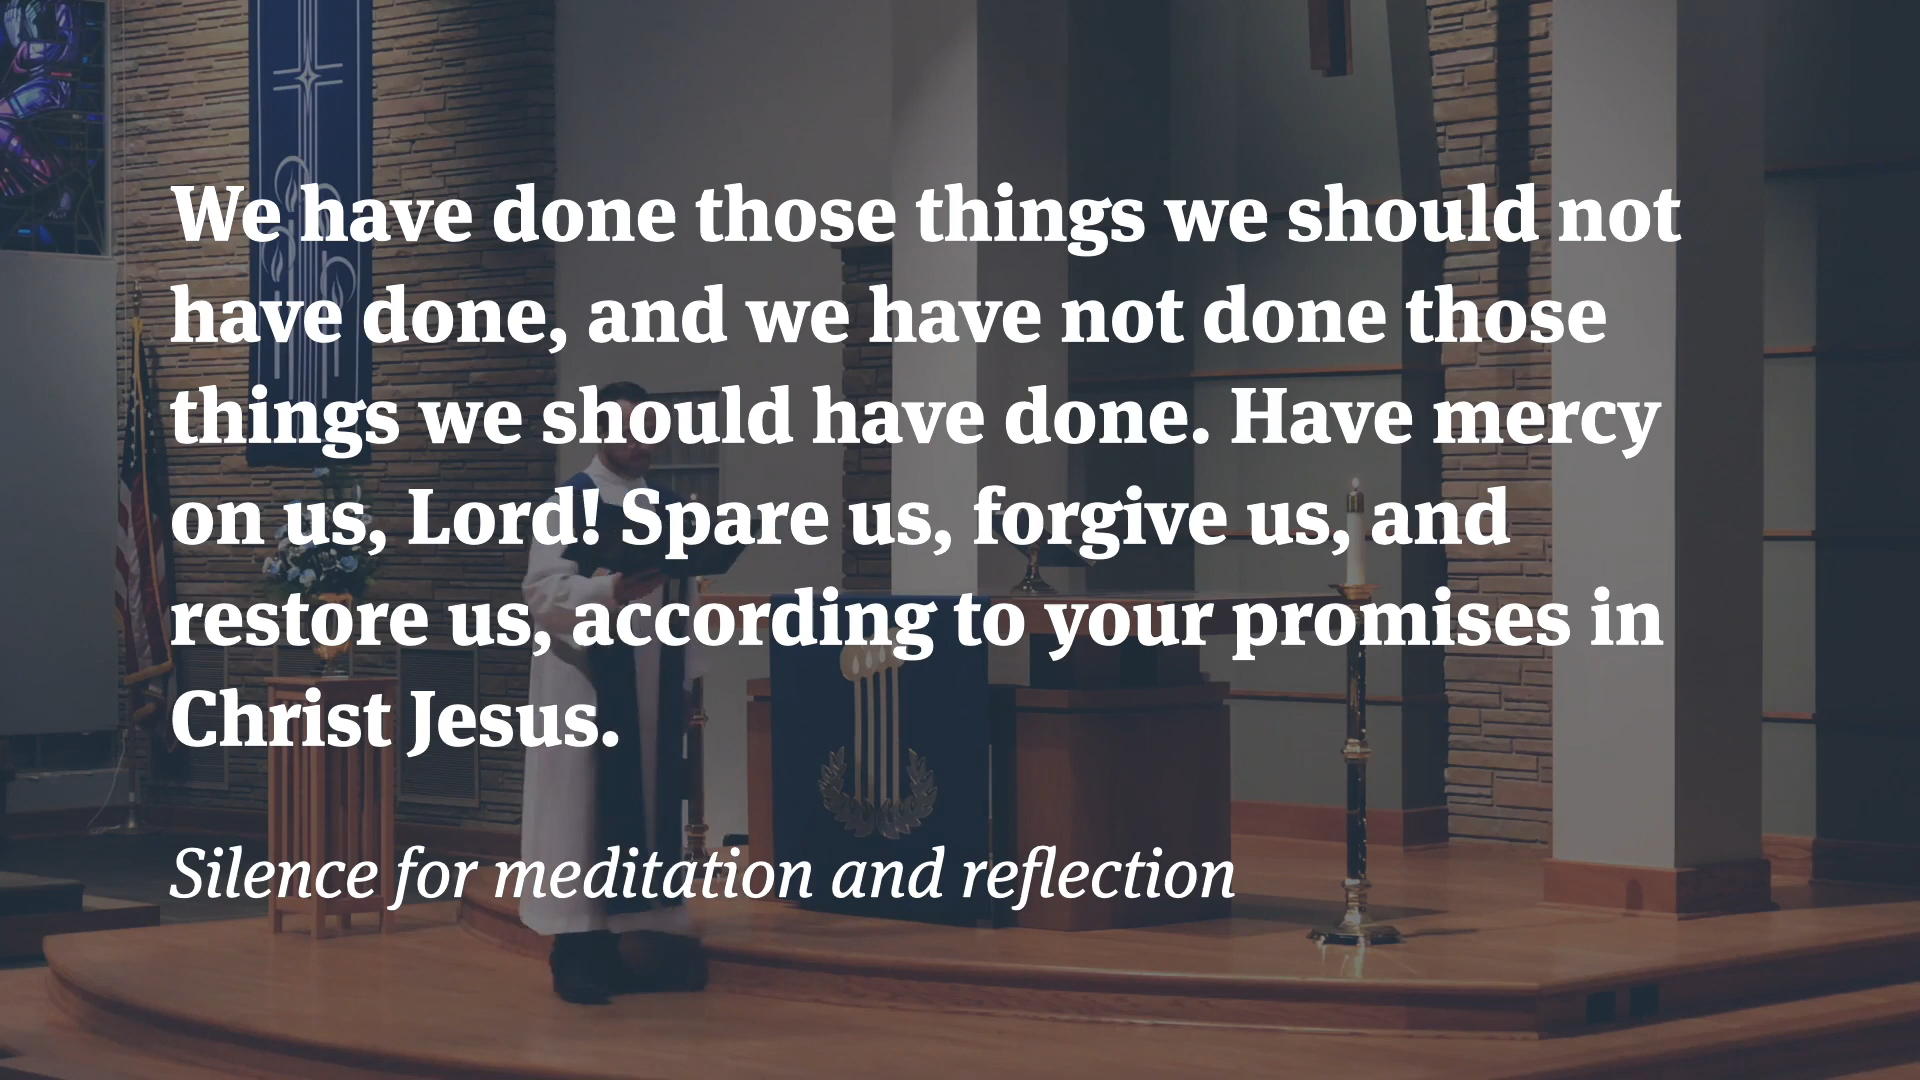 We have done those things we should not
have done, and we have not done those
things we should have done. Have mercy
on us, Lord! Spare us, forgive us, and
restore us, according to your promises in
Christ Jesus.
Silence for meditation and reflection